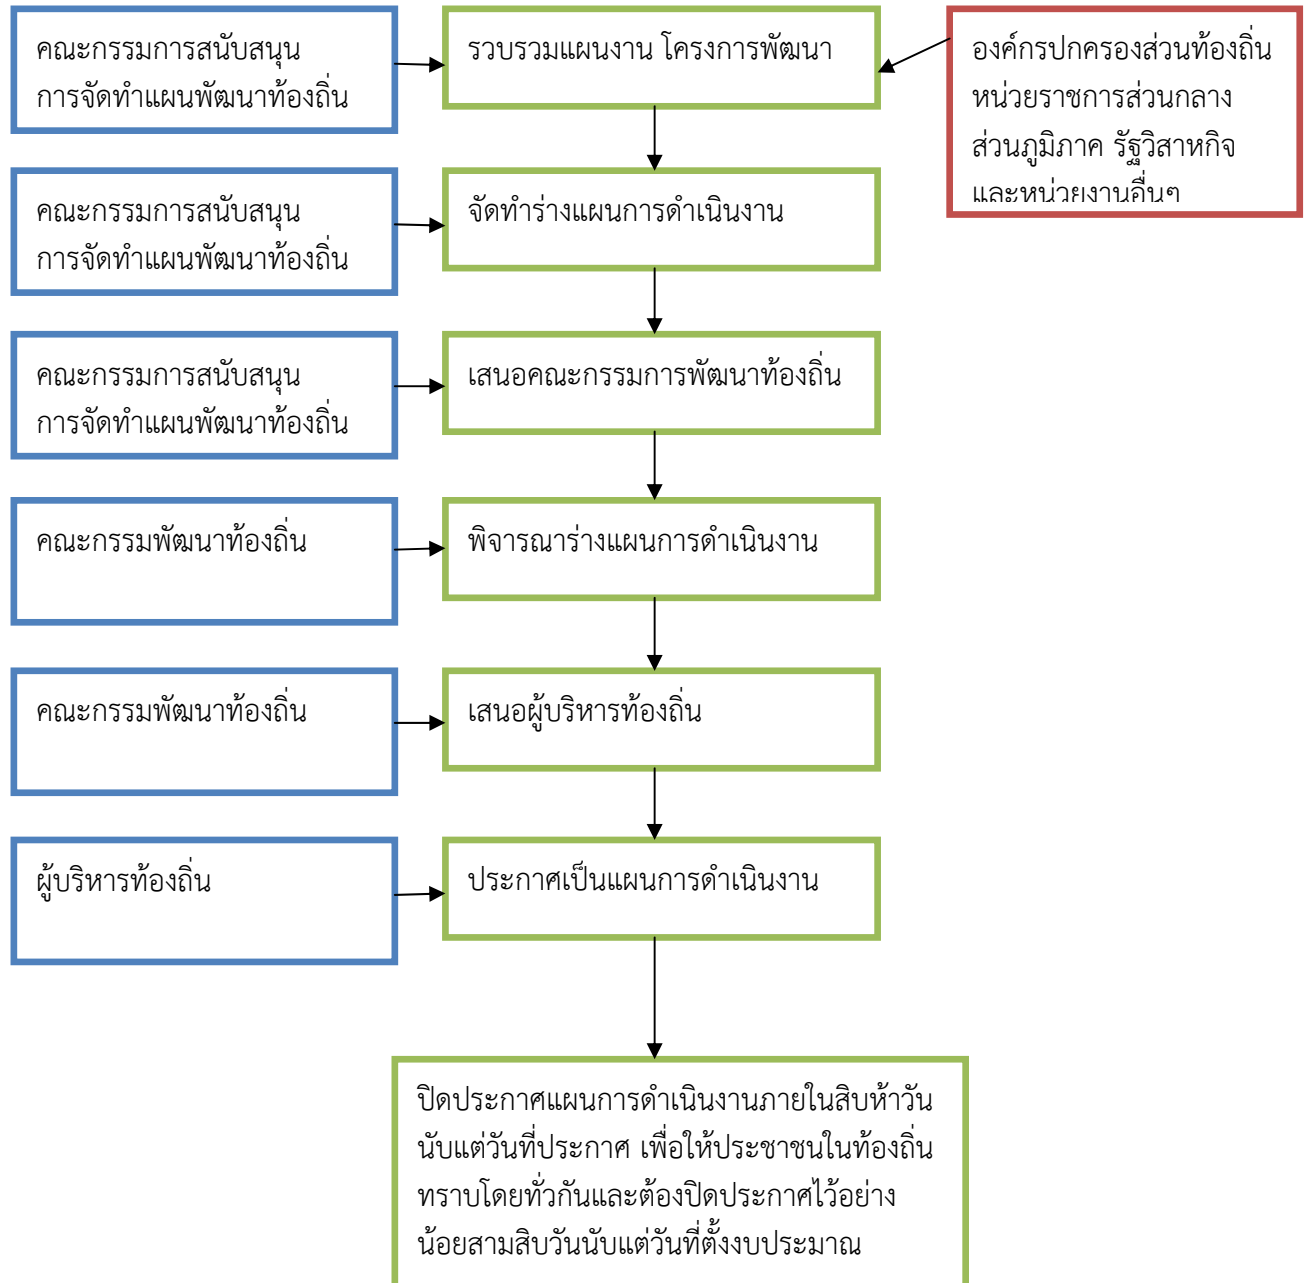 คณะกรรมการสนับสนุน
การจัดทำแผนพัฒนาท้องถิ่น
รวบรวมแผนงาน โครงการพัฒนา
องค์กรปกครองส่วนท้องถิ่น
หน่วยราชการส่วนกลาง
ส่วนภูมิภาค รัฐวิสาหกิจ
และหน่วยงานอื่นๆ
คณะกรรมการสนับสนุน
การจัดทำแผนพัฒนาท้องถิ่น
จัดทำร่างแผนการดำเนินงาน
คณะกรรมการสนับสนุน
การจัดทำแผนพัฒนาท้องถิ่น
เสนอคณะกรรมการพัฒนาท้องถิ่น
คณะกรรมพัฒนาท้องถิ่น
พิจารณาร่างแผนการดำเนินงาน
คณะกรรมพัฒนาท้องถิ่น
เสนอผู้บริหารท้องถิ่น
ผู้บริหารท้องถิ่น
ประกาศเป็นแผนการดำเนินงาน
ปิดประกาศแผนการดำเนินงานภายในสิบห้าวัน
นับแต่วันที่ประกาศ เพื่อให้ประชาชนในท้องถิ่น
ทราบโดยทั่วกันและต้องปิดประกาศไว้อย่าง
น้อยสามสิบวันนับแต่วันที่ตั้งงบประมาณ